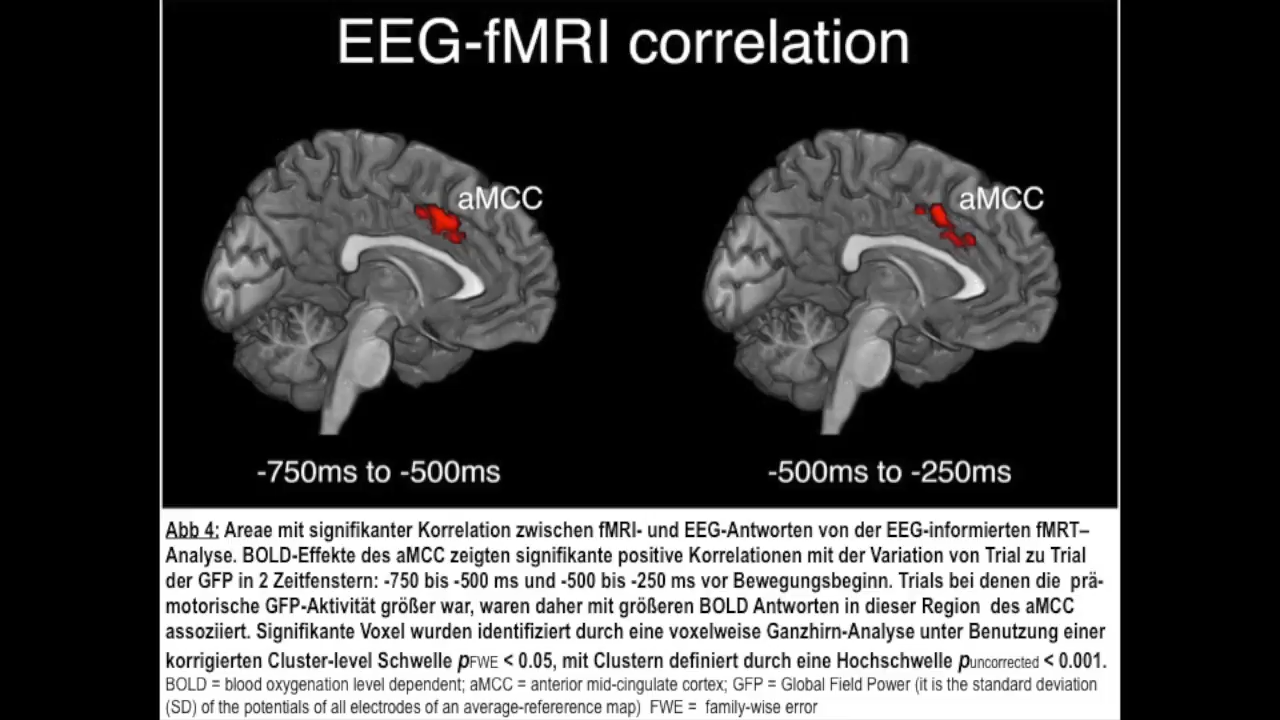 EEG-fMRI correlation
aMCC
aMCC
-750ms to -500ms
-500ms to -250ms
Abb 4: Areae mit signifikanter Korrelation zwischen fMRI- und EEG-Antworten von der EEG-informierten fMRT–
Analyse. BOLD-Effekte des aMCC zeigten signifikante positive Korrelationen mit der Variation von Trial zu Trial
der GFP in 2 Zeitfenstern: -750 bis -500 ms und -500 bis -250 ms vor Bewegungsbeginn. Trials bei denen die prä-
motorische GFP-Aktivität größer war, waren daher mit größeren BOLD Antworten in dieser Region des aMCC
assoziiert. Signifikante Voxel wurden identifiziert durch eine voxelweise Ganzhirn-Analyse unter Benutzung einer
korrigierten Cluster-level Schwelle pFWE < 0.05, mit Clustern definiert durch eine Hochschwelle puncorrected < 0.001.
BOLD = blood oxygenation level dependent; aMCC = anterior mid-cingulate cortex; GFP = Global Field Power (it is the standard deviation
(SD) of the potentials of all electrodes of an average-refererence map) FWE = family-wise error